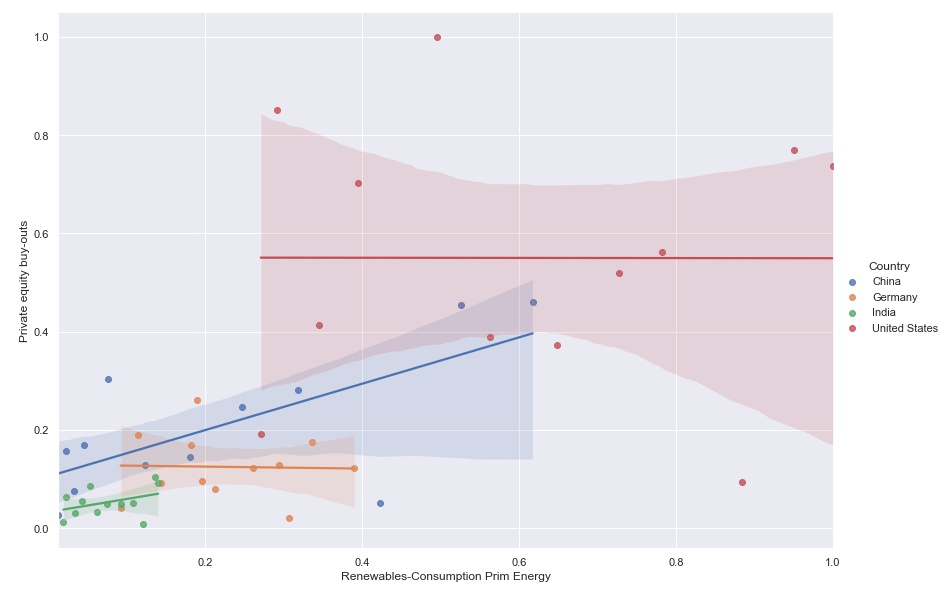 1.0
0.8
0.6
0.4
0.2
0.0
Private equity buy-outs
0.2
0.4
0.6
0.8
1.0
Renewables-Consumption Prim Energy
Country
China
Germany
India
United States